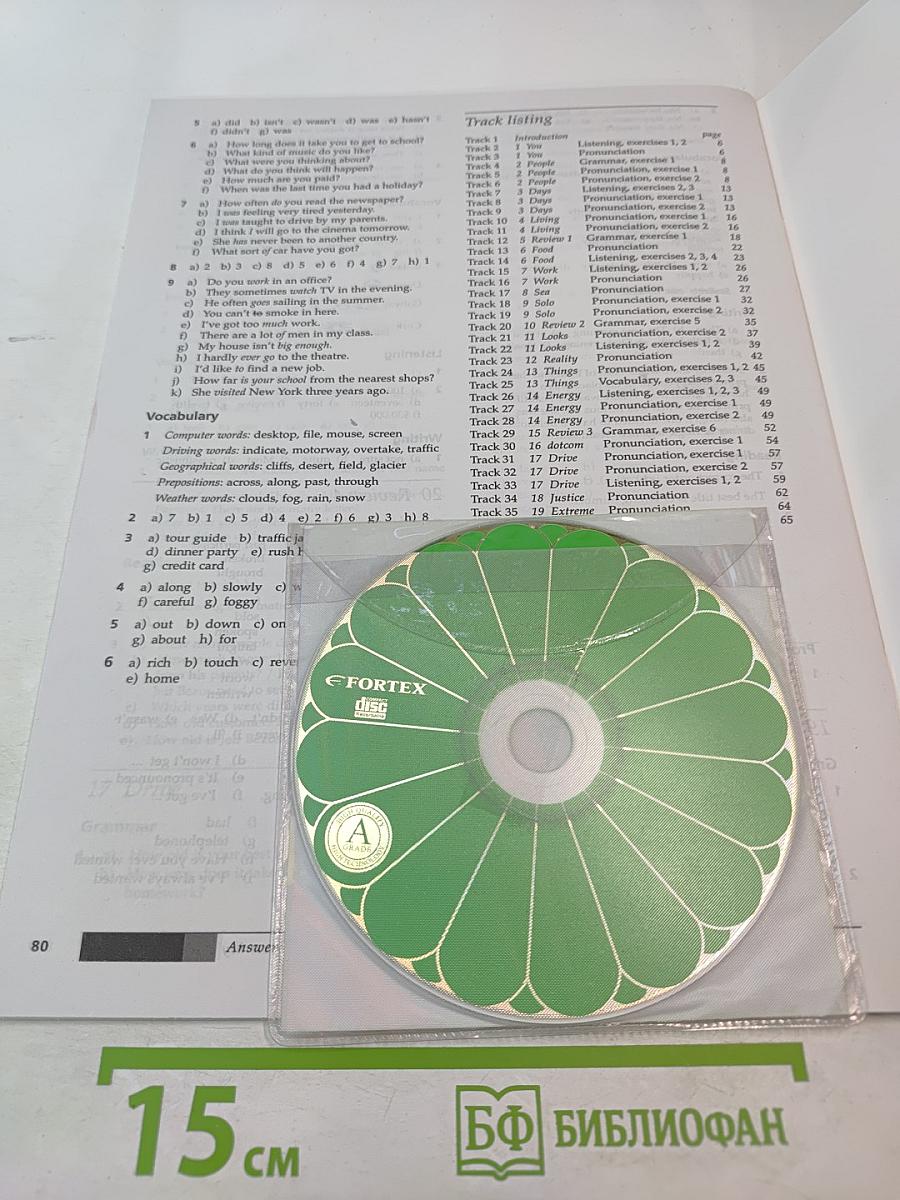 5 a) did b) isn't c) wasn't d) was e) hasn't
f) didn't g) was
6 a) How long does it take you to get to school?
b) What kind of music do you like?
c) What were you thinking about?
d) What do you think will happen?
e) How much are you paid?
f) When was the last time you had a holiday?
7 a) How often do you read the newspaper?
b) I was feeling very tired yesterday.
c) I was taught to drive by my parents.
d) I think I will go to the cinema tomorrow.
e) She has never been to another country.
f) What sort of car have you got?
8 a) 2 b) 3 c) 8 d) 5 e) 6 f) 4 g) 7 h) 1
9 a) Do you work in an office?
b) They sometimes watch TV in the evening.
c) He often goes sailing in the summer.
d) You can't to smoke in here.
e) I've got too much work.
f) There are a lot of men in my class.
g) My house isn't big enough.
h) I hardly ever go to the theatre.
i) I'd like to find a new job.
j) How far is your school from the nearest shops?
k) She visited New York three years ago.
Vocabulary
1 Computer words: desktop, file, mouse, screen
Driving words: indicate, motorway, overtake, traffic
Geographical words: cliffs, desert, field, glacier
Prepositions: across, along, past, through
Weather words: clouds, fog, rain, snow
2 a) 7 b) 1 c) 5 d) 4 e) 2 f) 6 g) 3 h) 8
3 a) tour guide b) traffic ja
d) dinner party e) rush h
g) credit card
4 a) along b) slowly c) w
f) careful g) foggy
5 a) out b) down c) on
g) about h) for
6 a) rich b) touch c) reve
e) home
80
Answe
Track listing
page
Track 1 Introduction
Track 2 1 You Listening, exercises 1, 2 6
Track 3 1 You Pronunciation 6
Track 4 2 People Grammar, exercise 1 8
Track 5 2 People Pronunciation, exercise 1 8
Track 6 2 People Pronunciation, exercise 2 8
Track 7 3 Days Listening, exercises 2, 3 13
Track 8 3 Days Pronunciation, exercise 1 13
Track 9 3 Days Pronunciation, exercise 2 13
Track 10 4 Living Pronunciation, exercise 1 16
Track 11 4 Living Pronunciation, exercise 2 16
Track 12 5 Review 1 Grammar, exercise 1 18
Track 13 6 Food Pronunciation 22
Track 14 6 Food Listening, exercises 2, 3, 4 23
Track 15 7 Work Listening, exercises 1, 2 26
Track 16 7 Work Pronunciation 26
Track 17 8 Sea Pronunciation 27
Track 18 9 Solo Pronunciation, exercise 1 32
Track 19 9 Solo Pronunciation, exercise 2 32
Track 20 10 Review 2 Grammar, exercise 5 35
Track 21 11 Looks Pronunciation, exercise 2 37
Track 22 11 Looks Listening, exercises 1, 2 39
Track 23 12 Reality Pronunciation 42
Track 24 13 Things Pronunciation, exercises 1, 2 45
Track 25 13 Things Vocabulary, exercises 2, 3 45
Track 26 14 Energy Listening, exercises 1, 2, 3 49
Track 27 14 Energy Pronunciation, exercise 1 49
Track 28 14 Energy Pronunciation, exercise 2 49
Track 29 15 Review 3 Grammar, exercise 6 52
Track 30 16 dotcom Pronunciation, exercise 1 54
Track 31 17 Drive Pronunciation, exercise 1 57
Track 32 17 Drive Pronunciation, exercise 2 57
Track 33 17 Drive Listening, exercises 1, 2 59
Track 34 18 Justice Pronunciation 62
Track 35 19 Extreme Pronunciation 64
65
FORTEX
COMPACT
disc
Recordable
HIGH QUALITY
A
GRADE
HIGH TECHNOLOGY
15 см
БФ БИБЛИОФАН